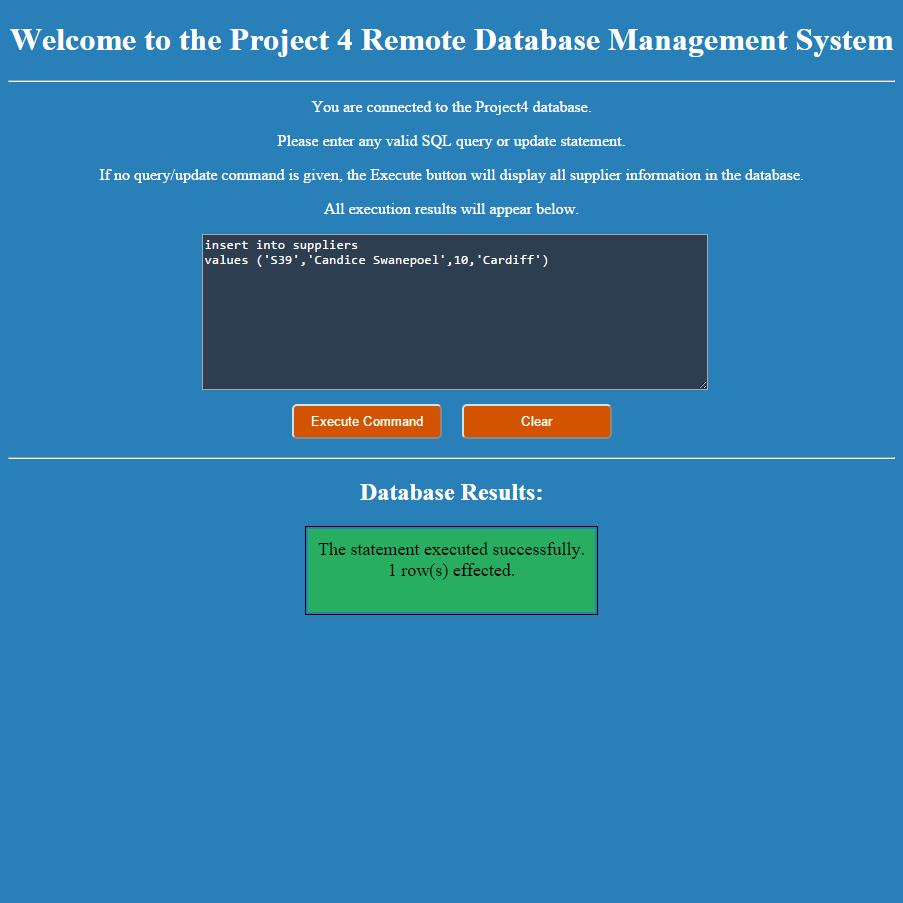 Welcome to the Project 4 Remote Database Management System
You are connected to the Project4 database.
Please enter any valid SQL query or update statement.
If no query/update command is given, the Execute button will display all supplier information in the database.
All execution results will appear below.
insert into suppliers
values ('S39','Candice Swanepoel',10,'Cardiff')
Execute Command
Clear
Database Results:
The statement executed successfully.
1 row(s) effected.